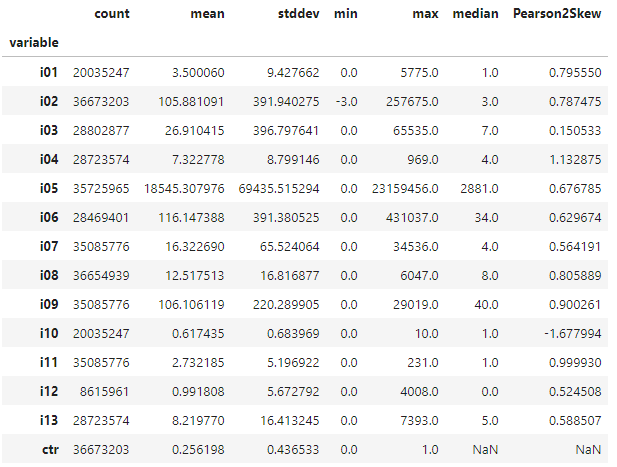 count mean stddev min max median Pearson2Skew
variable
i01 20035247 3.500060 9.427662 0.0 5775.0 1.0 0.795550
i02 36673203 105.881091 391.940275 -3.0 257675.0 3.0 0.787475
i03 28802877 26.910415 396.797641 0.0 65535.0 7.0 0.150533
i04 28723574 7.322778 8.799146 0.0 969.0 4.0 1.132875
i05 35725965 18545.307976 69435.515294 0.0 23159456.0 2881.0 0.676785
i06 28469401 116.147388 391.380525 0.0 431037.0 34.0 0.629674
i07 35085776 16.322690 65.524064 0.0 34536.0 4.0 0.564191
i08 36654939 12.517513 16.816877 0.0 6047.0 8.0 0.805889
i09 35085776 106.106119 220.289905 0.0 29019.0 40.0 0.900261
i10 20035247 0.617435 0.683969 0.0 10.0 1.0 -1.677994
i11 35085776 2.732185 5.196922 0.0 231.0 1.0 0.999930
i12 8615961 0.991808 5.672792 0.0 4008.0 0.0 0.524508
i13 28723574 8.219770 16.413245 0.0 7393.0 5.0 0.588507
ctr 36673203 0.256198 0.436533 0.0 1.0 NaN NaN